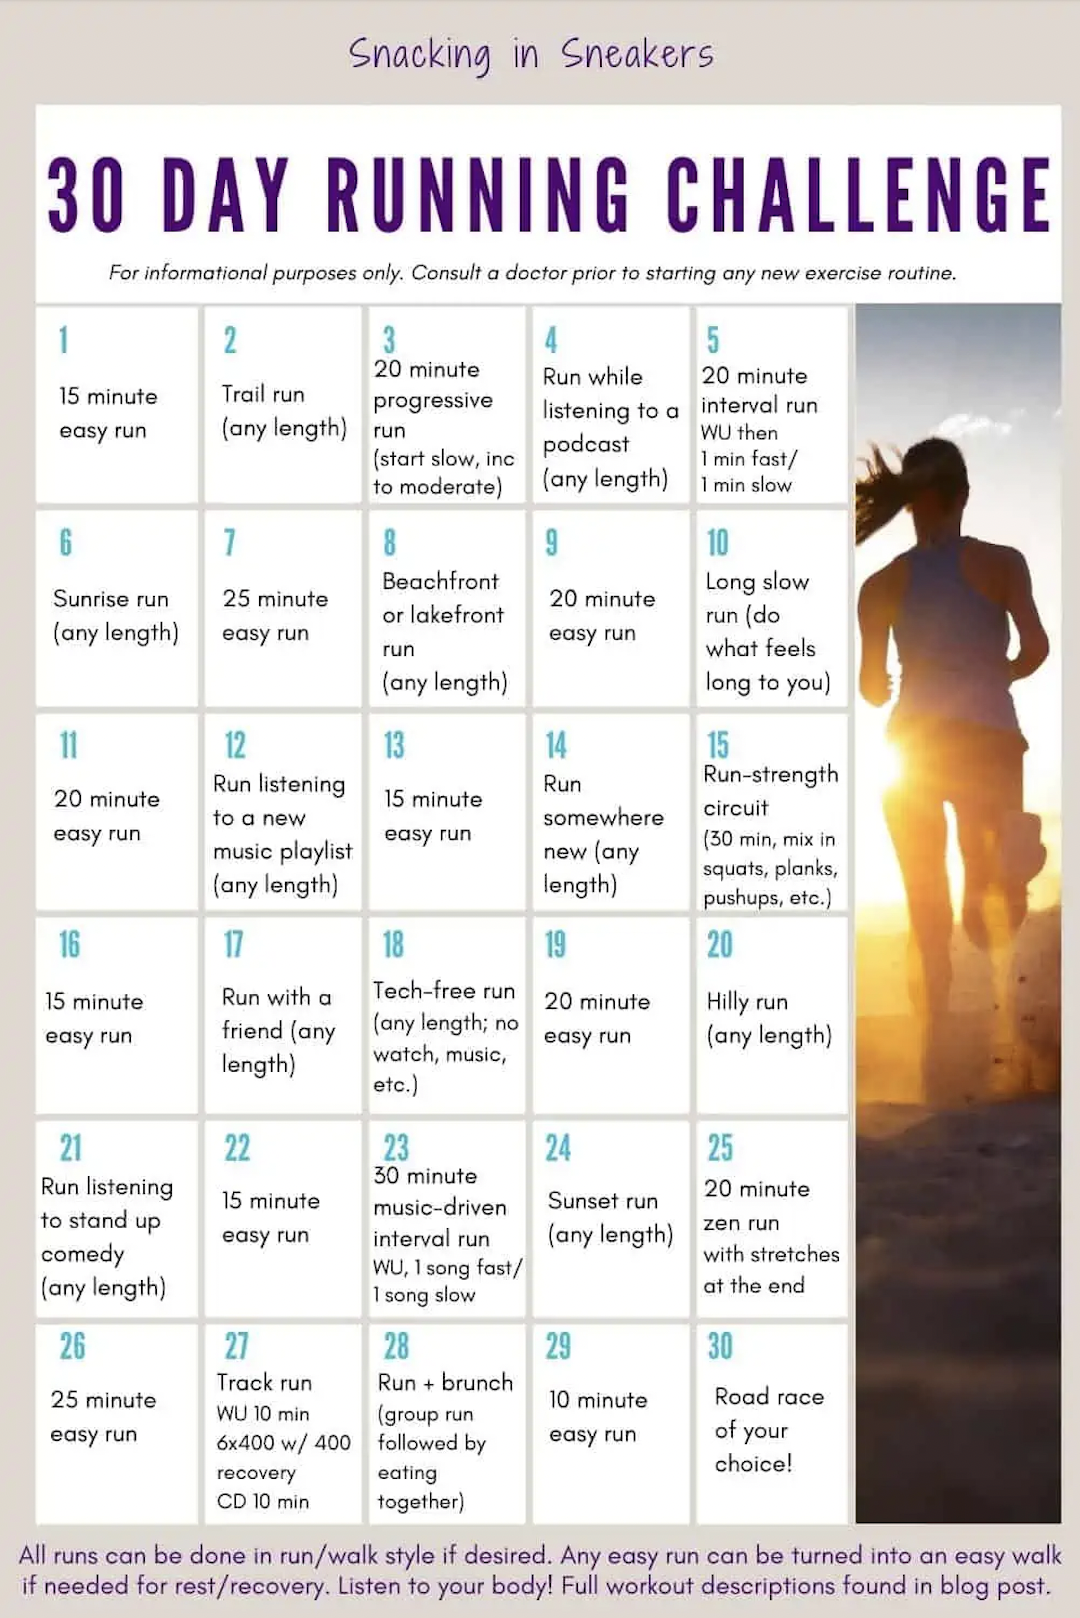 Snacking in Sneakers
30 DAY RUNNING CHALLENGE
For informational purposes only. Consult a doctor prior to starting any new exercise routine.
1
15 minute
easy run
2
Trail run
(any length)
3
20 minute
progressive
run
(start slow, inc
to moderate)
4
Run while
listening to a
podcast
(any length)
5
20 minute
interval run
WU then
1 min fast/
1 min slow
6
Sunrise run
(any length)
7
25 minute
easy run
8
Beachfront
or lakefront
run
(any length)
9
20 minute
easy run
10
Long slow
run (do
what feels
long to you)
11
20 minute
easy run
12
Run listening
to a new
music playlist
(any length)
13
15 minute
easy run
14
Run
somewhere
new (any
length)
15
Run-strength
circuit
(30 min, mix in
squats, planks,
pushups, etc.)
16
15 minute
easy run
17
Run with a
friend (any
length)
18
Tech-free run
(any length; no
watch, music,
etc.)
19
20 minute
easy run
20
Hilly run
(any length)
21
Run listening
to stand up
comedy
(any length)
22
15 minute
easy run
23
30 minute
music-driven
interval run
WU, 1 song fast/
1 song slow
24
Sunset run
(any length)
25
20 minute
zen run
with stretches
at the end
26
25 minute
easy run
27
Track run
WU 10 min
6x400 w/ 400
recovery
CD 10 min
28
Run + brunch
(group run
followed by
eating
together)
29
10 minute
easy run
30
Road race
of your
choice!
All runs can be done in run/walk style if desired. Any easy run can be turned into an easy walk
if needed for rest/recovery. Listen to your body! Full workout descriptions found in blog post.